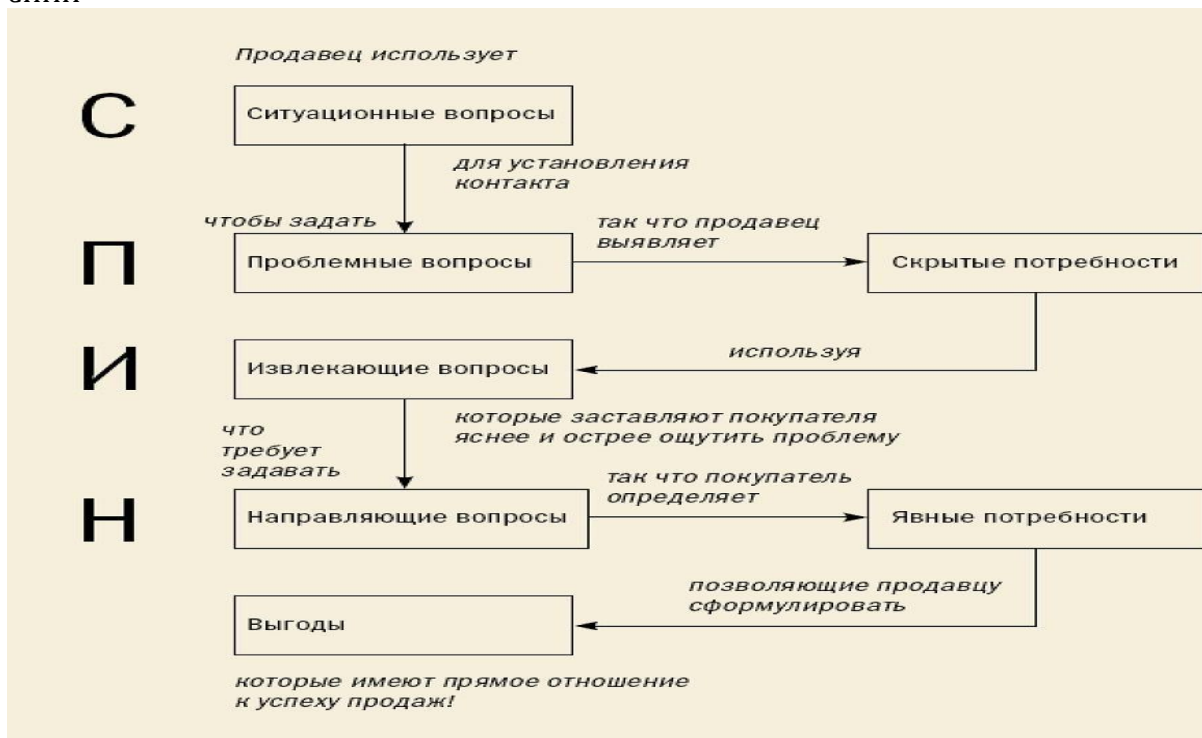 Продавец использует
С
Ситуационные вопросы
для установления
контакта
чтобы задать
так что продавец
выявляет
П
Проблемные вопросы
Скрытые потребности
И
Извлекающие вопросы
используя
которые заставляют покупателя
яснее и острее ощутить проблему
что
требует
задавать
так что покупатель
определяет
Н
Направляющие вопросы
Явные потребности
позволяющие продавцу
сформулировать
Выгоды
которые имеют прямое отношение
к успеху продаж!